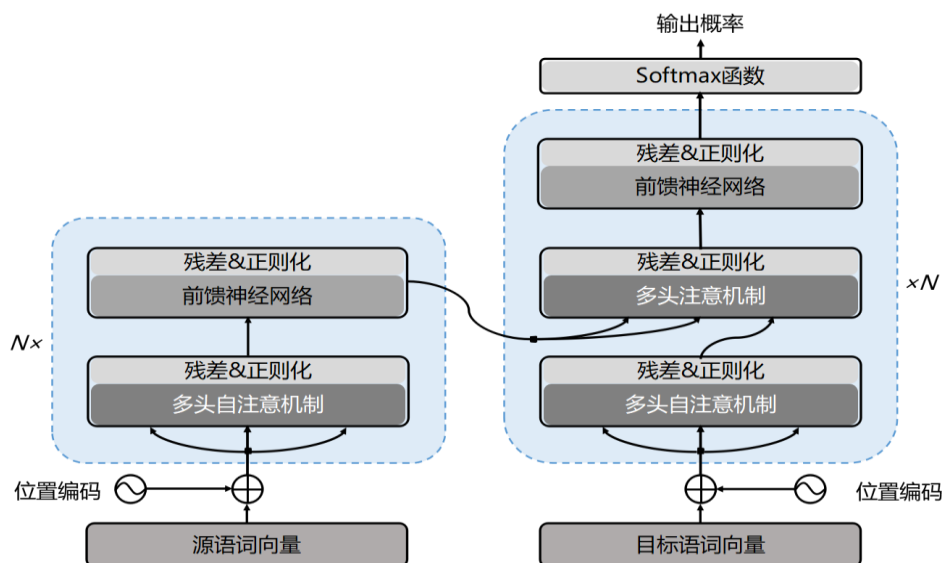 输出概率
Softmax函数
残差&正则化
前馈神经网络
残差&正则化
多头注意机制
×N
残差&正则化
多头自注意机制
位置编码
目标语词向量
残差&正则化
前馈神经网络
N×
残差&正则化
多头自注意机制
位置编码
源语词向量